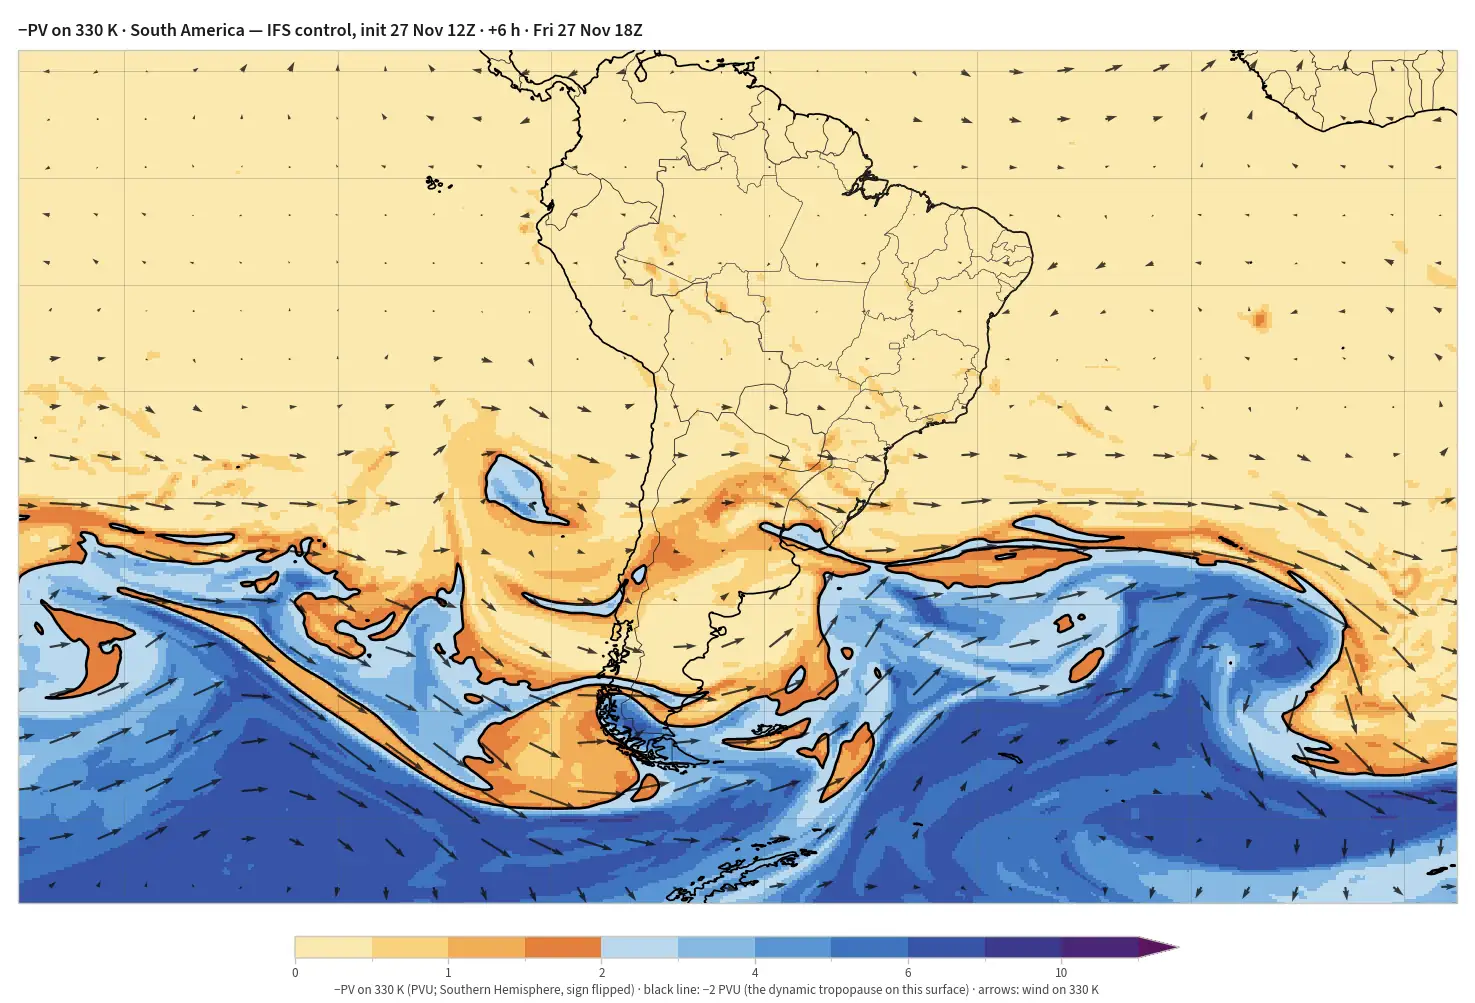 −PV on 330 K · South America — IFS control, init 27 Nov 12Z · +6 h · Fri 27 Nov 18Z
0 1 2 4 6 10
−PV on 330 K (PVU; Southern Hemisphere, sign flipped) · black line: −2 PVU (the dynamic tropopause on this surface) · arrows: wind on 330 K